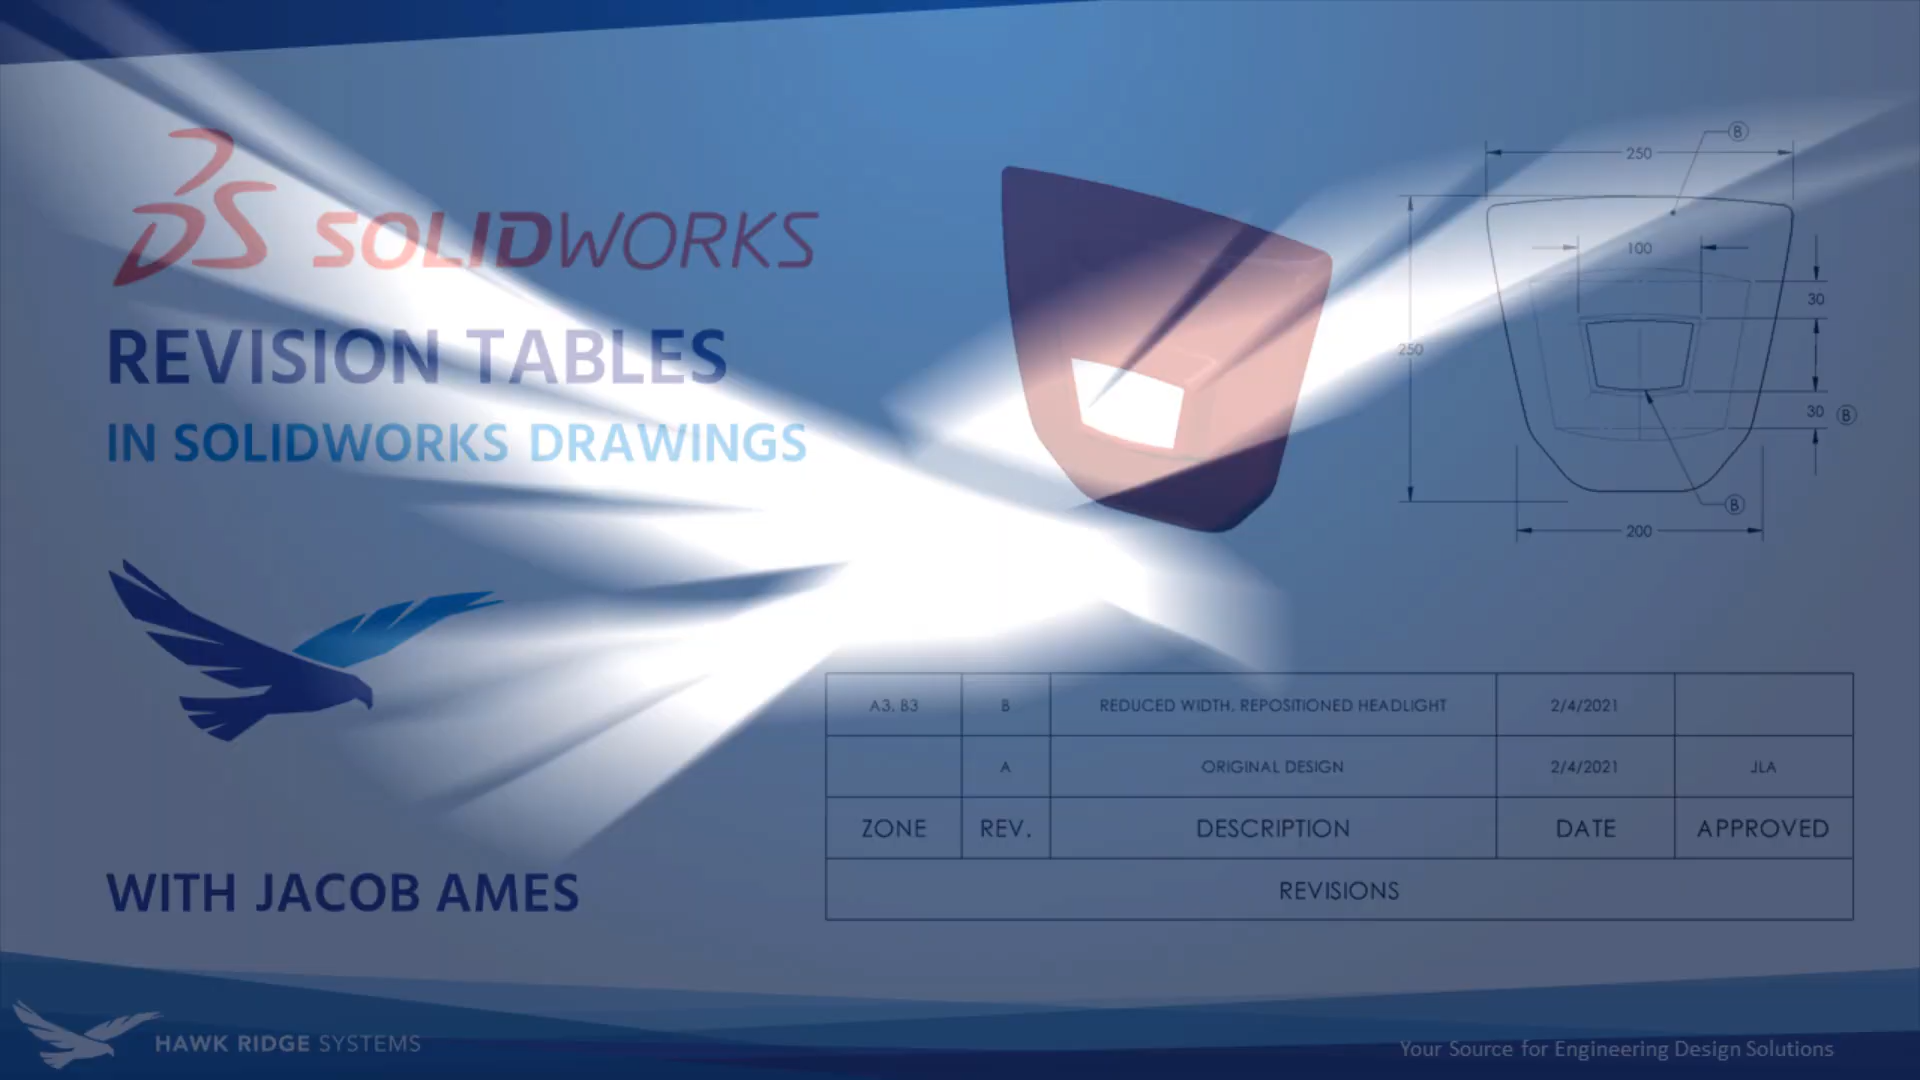 SOLIDWORKS
REVISION TABLES
IN SOLIDWORKS DRAWINGS
WITH JACOB AMES
B
250
100
30
250
30 B
B
200
A3, B3 B REDUCED WIDTH, REPOSITIONED HEADLIGHT 2/4/2021
A ORIGINAL DESIGN 2/4/2021 JLA
ZONE REV. DESCRIPTION DATE APPROVED
REVISIONS
HAWK RIDGE SYSTEMS
Your Source for Engineering Design Solutions